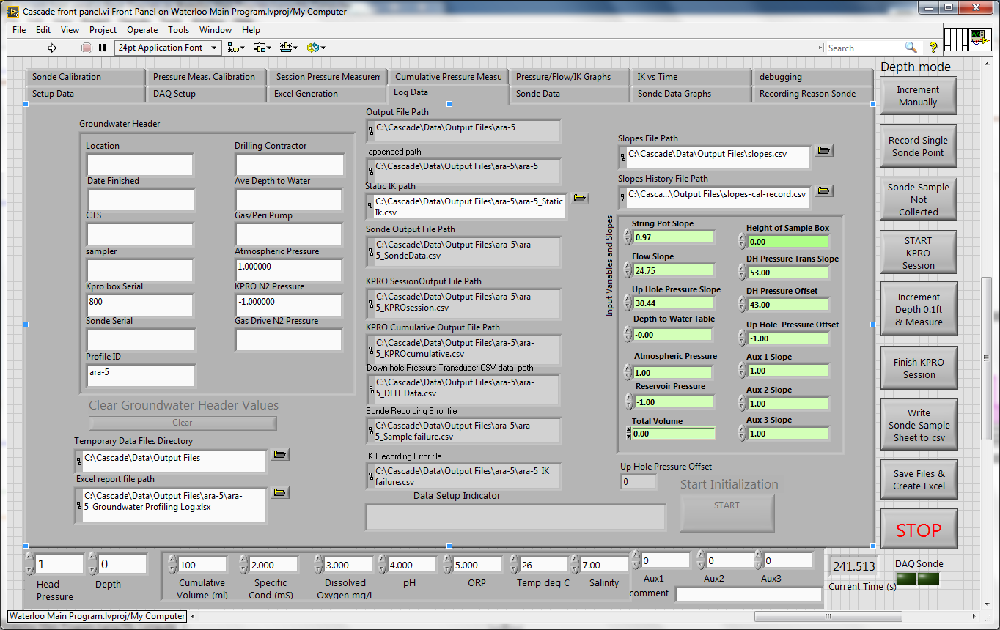 Cascade front panel.vi Front Panel on Waterloo Main Program.lvproj/My Computer
File Edit View Project Operate Tools Window Help
24pt Application Font
Search
?
1
Sonde Calibration
Pressure Meas. Calibration
Session Pressure Measurem
Cumulative Pressure Measu
Pressure/Flow/IK Graphs
IK vs Time
debugging
Setup Data
DAQ Setup
Excel Generation
Log Data
Sonde Data
Sonde Data Graphs
Recording Reason Sonde
Groundwater Header
Location
Drilling Contractor
Date Finished
Ave Depth to Water
CTS
Gas/Peri Pump
sampler
Atmospheric Pressure
1.000000
Kpro box Serial
800
KPRO N2 Pressure
-1.000000
Sonde Serial
Gas Drive N2 Pressure
Profile ID
ara-5
Clear Groundwater Header Values
Clear
Temporary Data Files Directory
C:\Cascade\Data\Output Files
Excel report file path
C:\Cascade\Data\Output Files\ara-5\ara-
5_Groundwater Profiling Log.xlsx
Output File Path
C:\Cascade\Data\Output Files\ara-5
appended path
C:\Cascade\Data\Output Files\ara-5\ara-5
Static IK path
C:\Cascade\Data\Output Files\ara-5\ara-5_Static
Ik.csv
Sonde Output File Path
C:\Cascade\Data\Output Files\ara-5\ara-
5_SondeData.csv
KPRO SessionOutput File Path
C:\Cascade\Data\Output Files\ara-5\ara-
5_KPROsession.csv
KPRO Cumulative Output File Path
C:\Cascade\Data\Output Files\ara-5\ara-
5_KPROcumulative.csv
Down hole Pressure Transducer CSV data path
C:\Cascade\Data\Output Files\ara-5\ara-
5_DHT Data.csv
Sonde Recording Error file
C:\Cascade\Data\Output Files\ara-5\ara-
5_Sample failure.csv
IK Recording Error file
C:\Cascade\Data\Output Files\ara-5\ara-5_IK
failure.csv
Data Setup Indicator
Slopes File Path
C:\Cascade\Data\Output Files\slopes.csv
Slopes History File Path
C:\Casca...\Output Files\slopes-cal-record.csv
Input Variables and Slopes
String Pot Slope
0.97
Height of Sample Box
0.00
Flow Slope
24.75
DH Pressure Trans Slope
53.00
Up Hole Pressure Slope
30.44
DH Pressure Offset
43.00
Depth to Water Table
-0.00
Up Hole Pressure Offset
-1.00
Atmospheric Pressure
1.00
Aux 1 Slope
1.00
Reservoir Pressure
-1.00
Aux 2 Slope
1.00
Total Volume
0.00
Aux 3 Slope
1.00
Up Hole Pressure Offset
0
Start Initialization
START
Depth mode
Increment
Manually
Record Single
Sonde Point
Sonde Sample
Not
Collected
START
KPRO
Session
Increment
Depth 0.1ft
& Measure
Finish KPRO
Session
Write
Sonde Sample
Sheet to csv
Save Files &
Create Excel
STOP
1
Head
Pressure
0
Depth
100
Cumulative
Volume (ml)
2.000
Specific
Cond (mS)
3.000
Dissolved
Oxygen mg/L
4.000
pH
5.000
ORP
26
Temp deg C
7.00
Salinity
0
Aux1
0
Aux2
0
Aux3
comment
241.513
Current Time (s)
DAQ Sonde
Waterloo Main Program.lvproj/My Computer